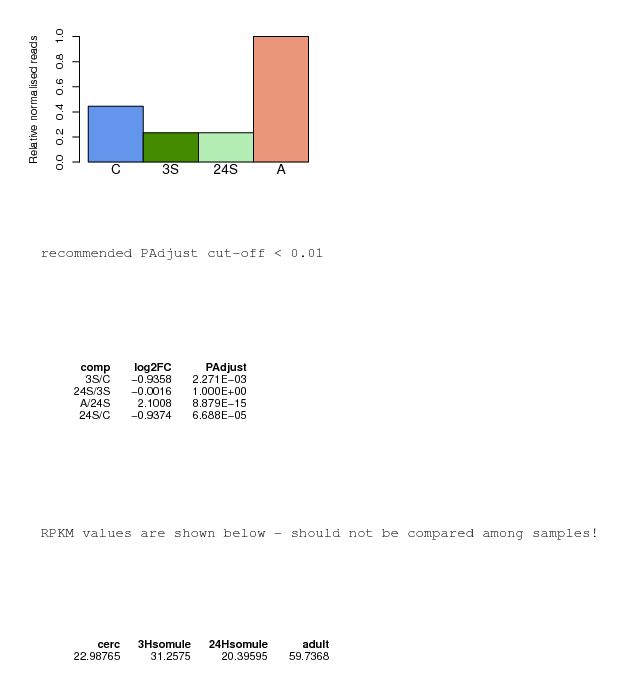 Relative normalised reads
1.0
0.8
0.6
0.4
0.2
0.0
C 3S 24S A
recommended PAdjust cut-off < 0.01
comp log2FC PAdjust
3S/C −0.9358 2.271E−03
24S/3S −0.0016 1.000E+00
A/24S 2.1008 8.879E−15
24S/C −0.9374 6.688E−05
RPKM values are shown below - should not be compared among samples!
cerc 3Hsomule 24Hsomule adult
22.98765 31.2575 20.39595 59.7368